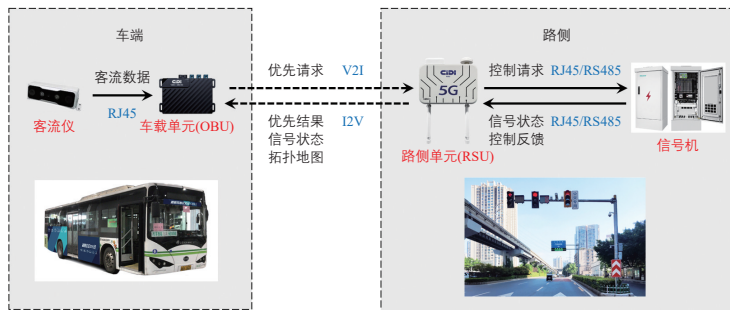 车端
路侧
客流数据
RJ45
客流仪
CiDi
车载单元(OBU)
优先请求 V2I
优先结果 I2V
信号状态
拓扑地图
CiDi
5G
路侧单元(RSU)
控制请求 RJ45/RS485
信号状态 RJ45/RS485
控制反馈
信号机